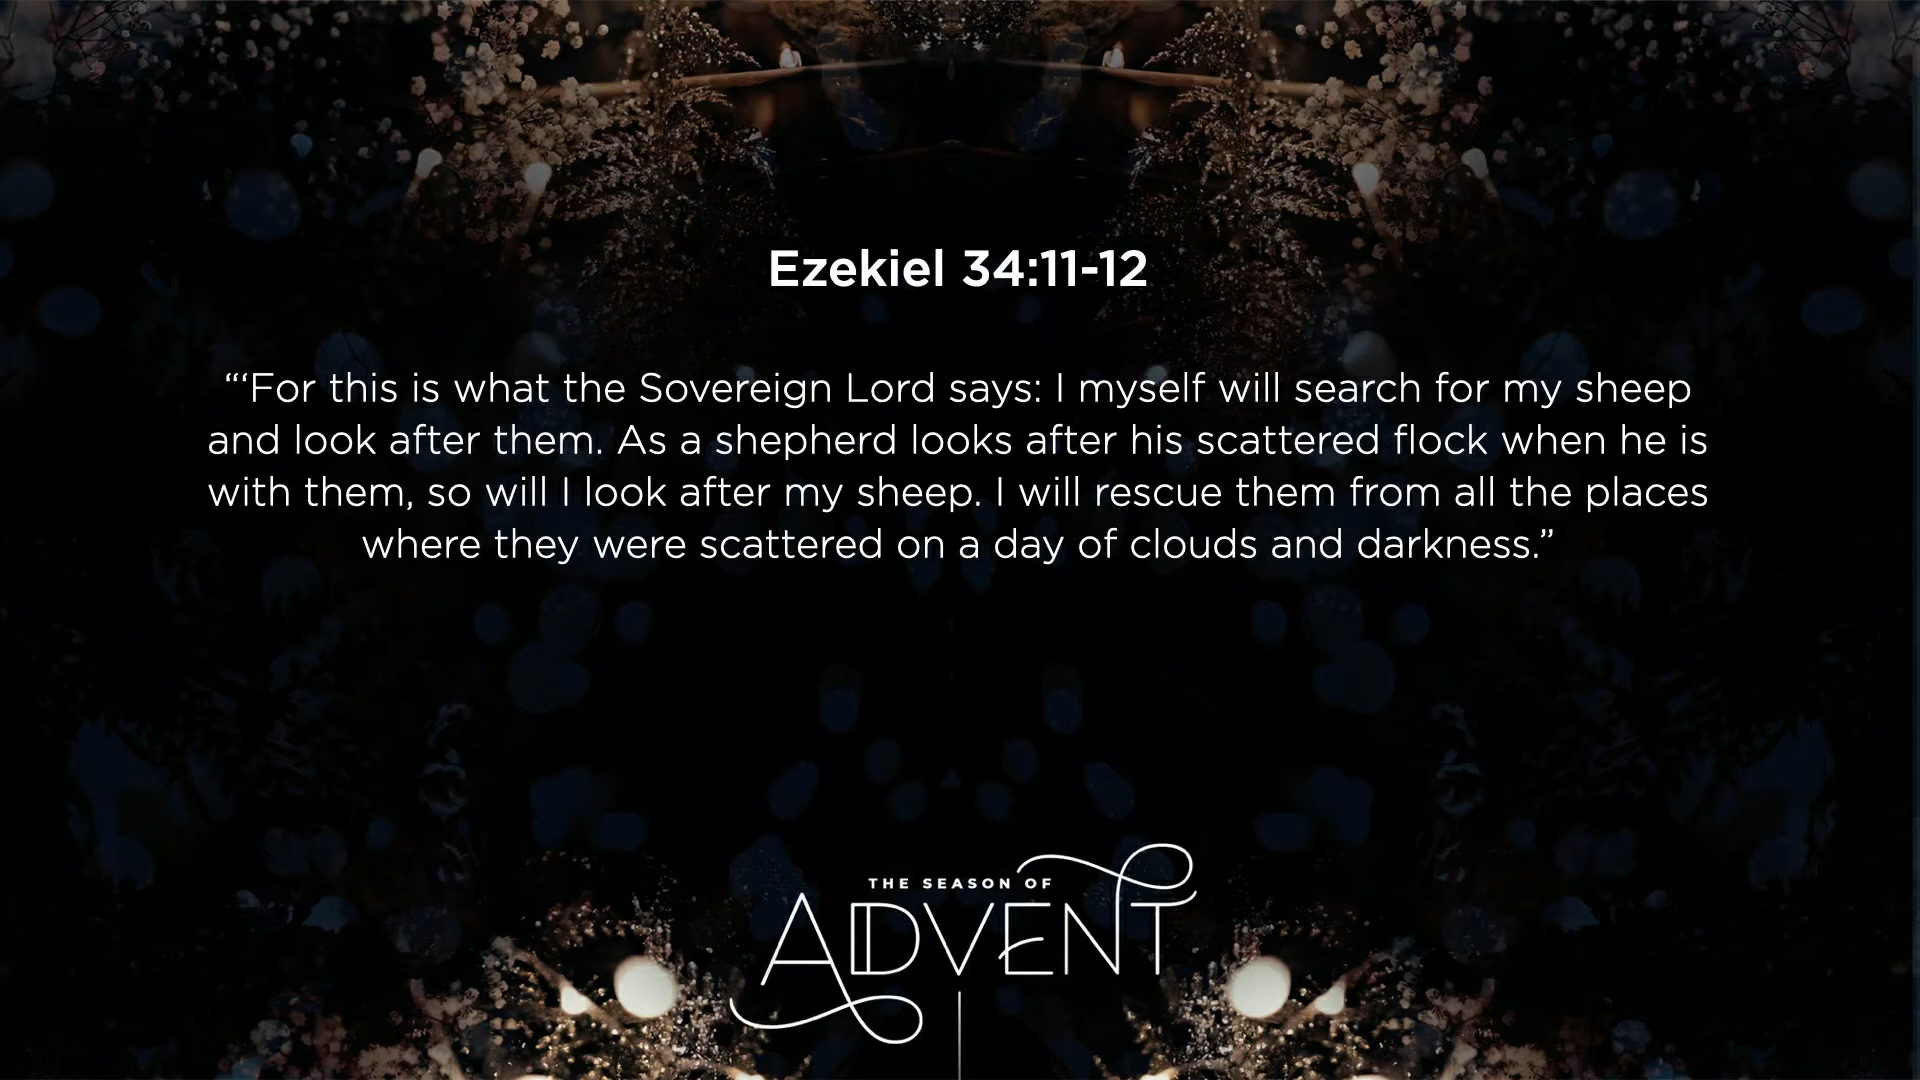 Ezekiel 34:11-12
“‘For this is what the Sovereign Lord says: I myself will search for my sheep
and look after them. As a shepherd looks after his scattered flock when he is
with them, so will I look after my sheep. I will rescue them from all the places
where they were scattered on a day of clouds and darkness.”
THE SEASON OF
ADVENT